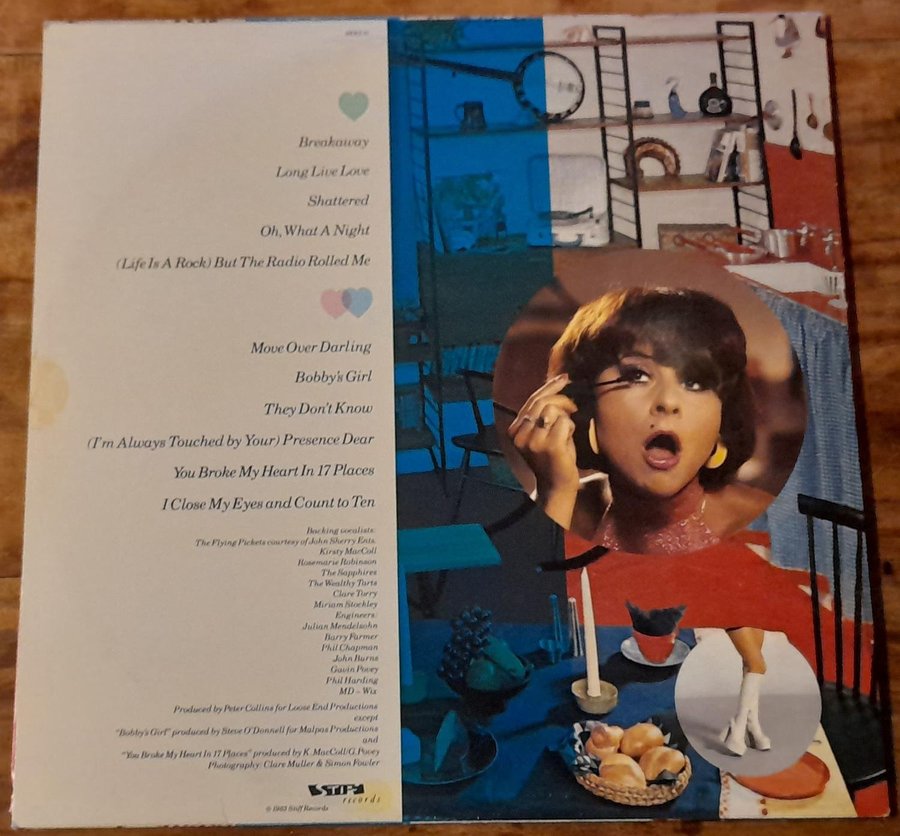 Breakaway
Long Live Love
Shattered
Oh, What A Night
(Life Is A Rock) But The Radio Rolled Me
Move Over Darling
Bobby's Girl
They Don't Know
(I'm Always Touched by Your) Presence Dear
You Broke My Heart In 17 Places
I Close My Eyes and Count to Ten
Backing vocalists:
The Flying Pickets courtesy of John Sherry Ents.
Kirsty MacColl
Rosemarie Robinson
The Sapphires
The Wealthy Tarts
Clare Torry
Miriam Stockley
Engineers:
Julian Mendelsohn
Barry Farmer
Phil Chapman
John Burns
Gavin Povey
Phil Harding
MD – Wix
Produced by Peter Collins for Loose End Productions
except
"Bobby's Girl" produced by Steve O'Donnell for Malpas Productions
and
"You Broke My Heart In 17 Places" produced by K. MacColl/G. Povey
Photography: Clare Muller & Simon Fowler
STIFF
records
© 1983 Stiff Records